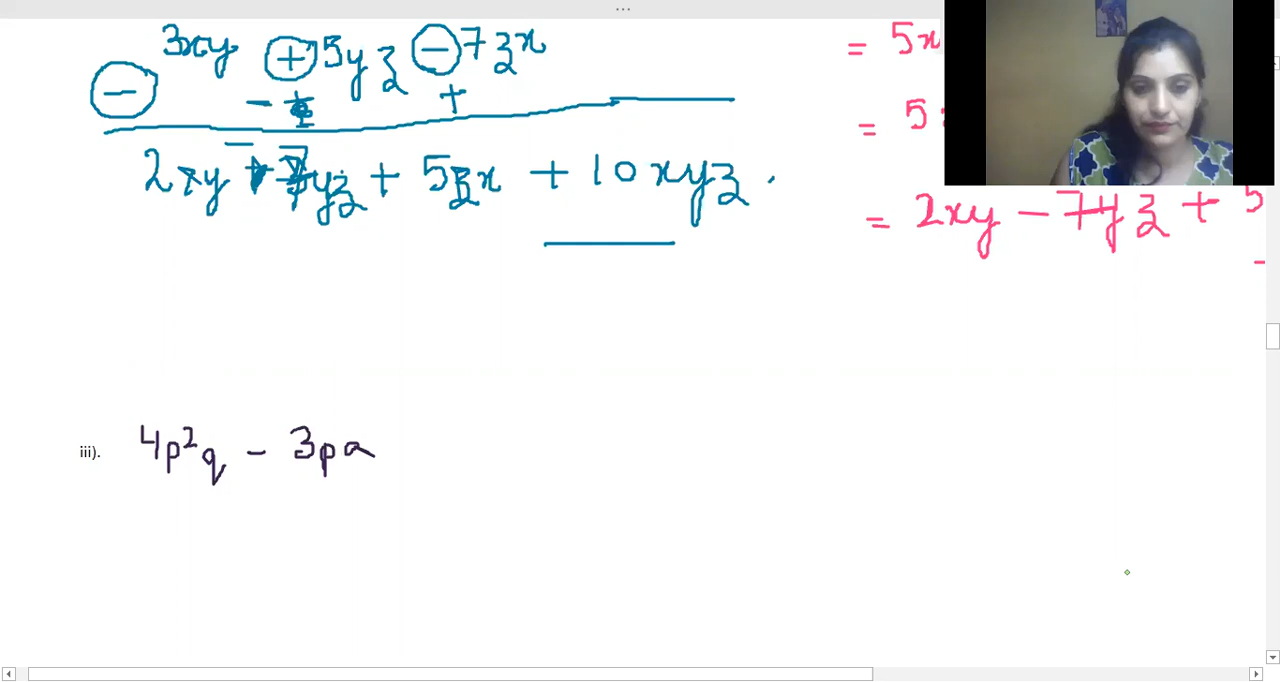 3xy + 5yz - 7zx
-
- +
2xy - 7yz + 5zx + 10xyz .
= 5x
= 5
= 2xy - 7yz + 5
iii). 4p²q - 3pa